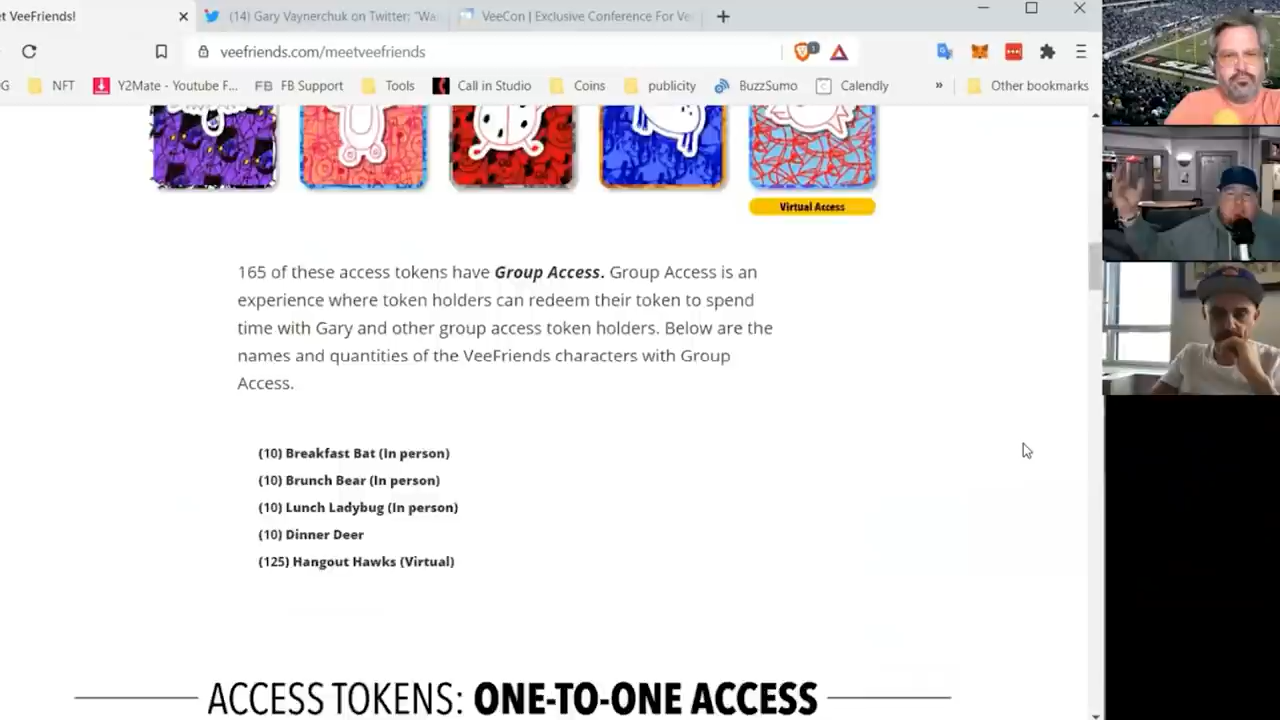 et VeeFriends!
(14) Gary Vaynerchuk on Twitter: "Wa
VeeCon | Exclusive Conference For Ve
veefriends.com/meetveefriends
1
G NFT Y2Mate - Youtube F... FB FB Support Tools Call in Studio Coins publicity BuzzSumo Calendly » Other bookmarks
Virtual Access
165 of these access tokens have Group Access. Group Access is an
experience where token holders can redeem their token to spend
time with Gary and other group access token holders. Below are the
names and quantities of the VeeFriends characters with Group
Access.
(10) Breakfast Bat (In person)
(10) Brunch Bear (In person)
(10) Lunch Ladybug (In person)
(10) Dinner Deer
(125) Hangout Hawks (Virtual)
ACCESS TOKENS: ONE-TO-ONE ACCESS